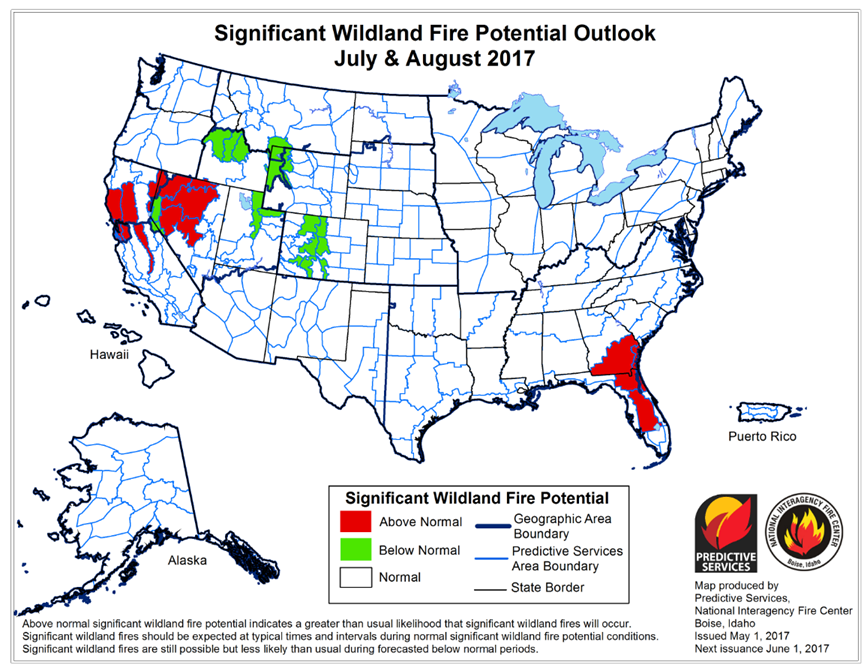 Significant Wildland Fire Potential Outlook
July & August 2017
Hawaii
Puerto Rico
Alaska
Significant Wildland Fire Potential
Above Normal
Below Normal
Normal
Geographic Area
Boundary
Predictive Services
Area Boundary
State Border
PREDICTIVE
SERVICES
NATIONAL INTERAGENCY FIRE CENTER
Boise, Idaho
Map produced by
Predictive Services,
National Interagency Fire Center
Boise, Idaho
Issued May 1, 2017
Next issuance June 1, 2017
Above normal significant wildland fire potential indicates a greater than usual likelihood that significant wildland fires will occur.
Significant wildland fires should be expected at typical times and intervals during normal significant wildland fire potential conditions.
Significant wildland fires are still possible but less likely than usual during forecasted below normal periods.